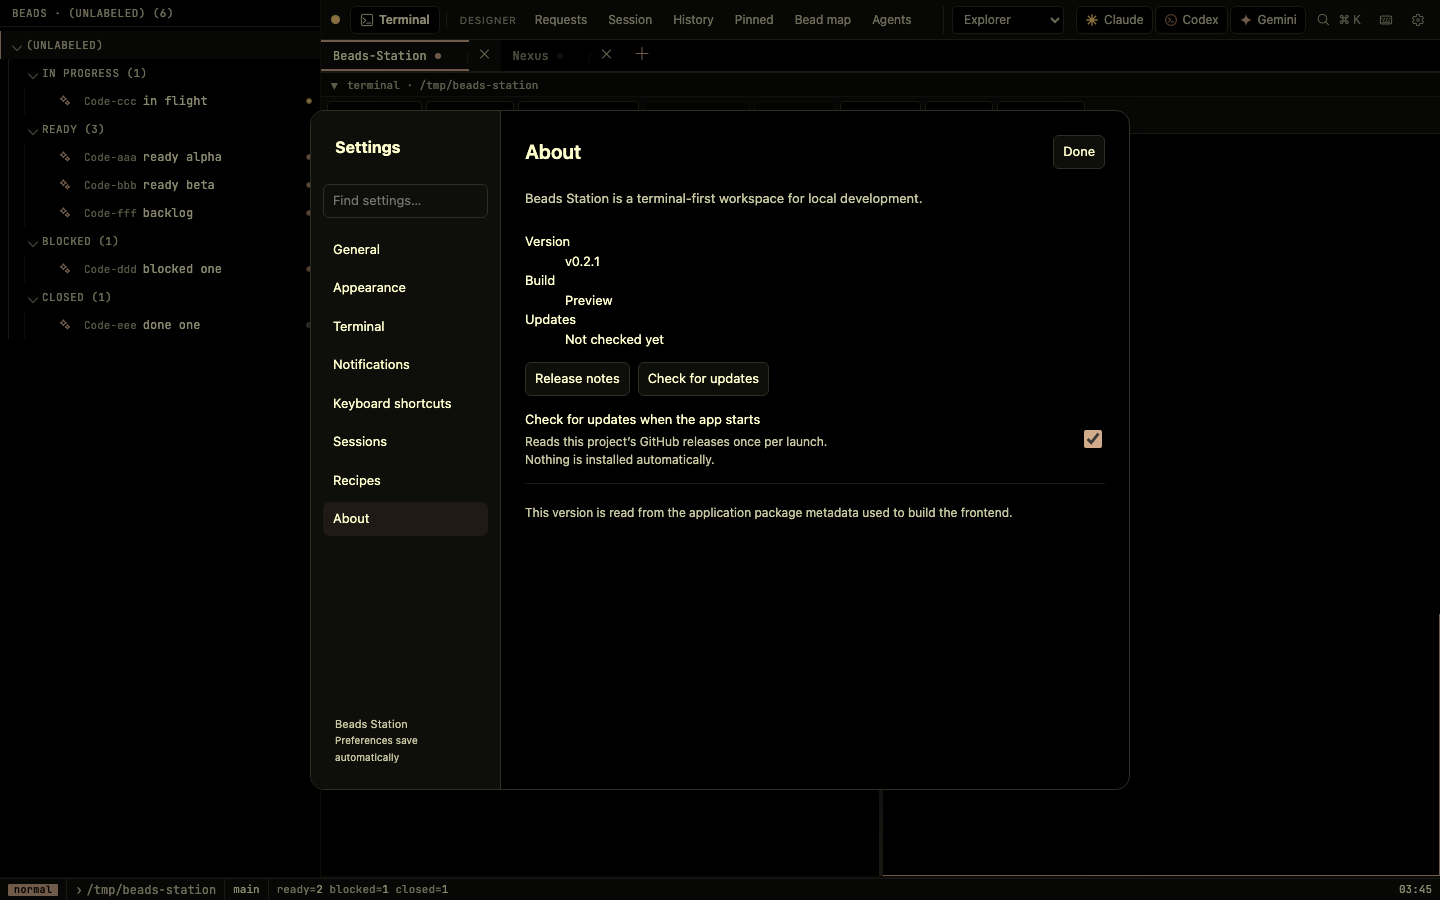 BEADS · (UNLABELED) (6)
Terminal
DESIGNER
Requests
Session
History
Pinned
Bead map
Agents
Explorer
Claude
Codex
Gemini
⌘ K
(UNLABELED)
IN PROGRESS (1)
Code-ccc in flight
READY (3)
Code-aaa ready alpha
Code-bbb ready beta
Code-fff backlog
BLOCKED (1)
Code-ddd blocked one
CLOSED (1)
Code-eee done one
Beads-Station
Nexus
terminal · /tmp/beads-station
Settings
Find settings...
General
Appearance
Terminal
Notifications
Keyboard shortcuts
Sessions
Recipes
About
Beads Station
Preferences save
automatically
About
Done
Beads Station is a terminal-first workspace for local development.
Version
v0.2.1
Build
Preview
Updates
Not checked yet
Release notes
Check for updates
Check for updates when the app starts
Reads this project's GitHub releases once per launch.
Nothing is installed automatically.
This version is read from the application package metadata used to build the frontend.
normal
/tmp/beads-station
main
ready=2 blocked=1 closed=1
03:45